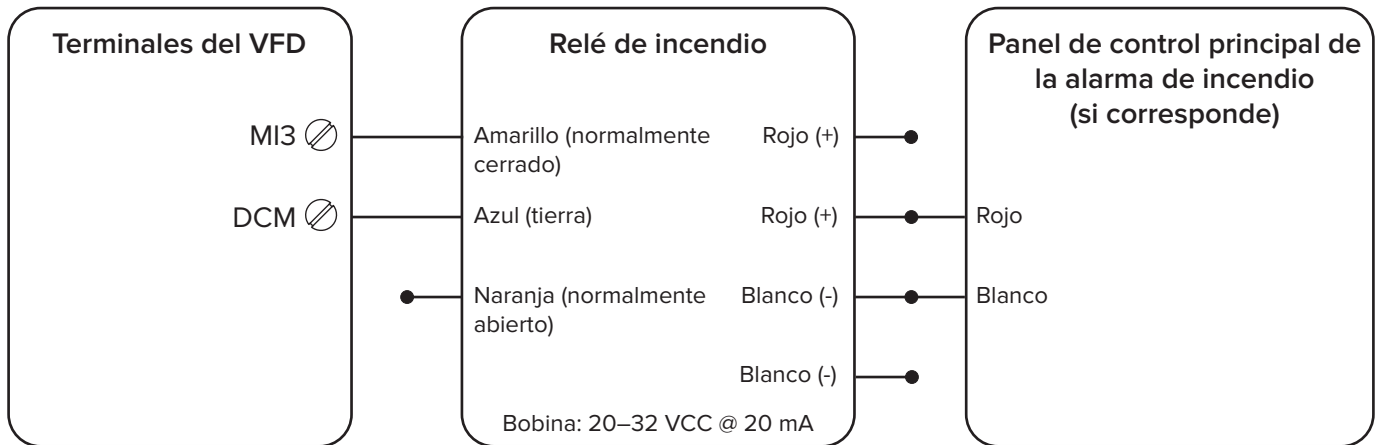 Terminales del VFD
MI3
DCM
Relé de incendio
Amarillo (normalmente
cerrado)
Rojo (+)
Azul (tierra)
Rojo (+)
Naranja (normalmente
abierto)
Blanco (-)
Blanco (-)
Bobina: 20–32 VCC @ 20 mA
Panel de control principal de
la alarma de incendio
(si corresponde)
Rojo
Blanco